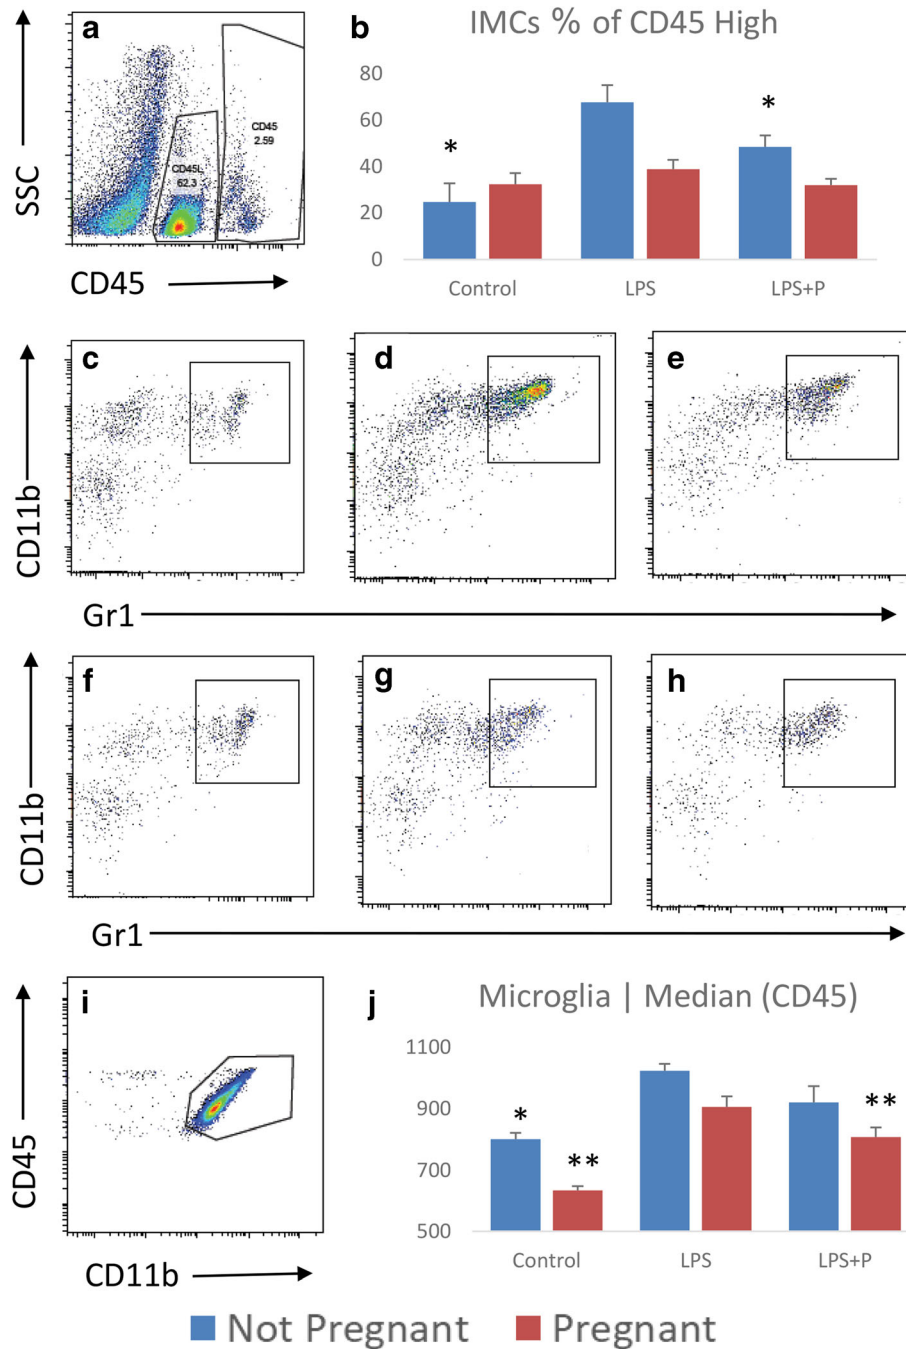 a
SSC
CD45
2.59
CD45L
62.3
CD45
b
IMCs % of CD45 High
80
60
40
20
0
*
*
Control
LPS
LPS+P
c
d
e
CD11b
Gr1
f
g
h
CD11b
Gr1
i
CD45
CD11b
j
Microglia | Median (CD45)
1100
900
700
500
*
**
**
Control
LPS
LPS+P
Not Pregnant
Pregnant